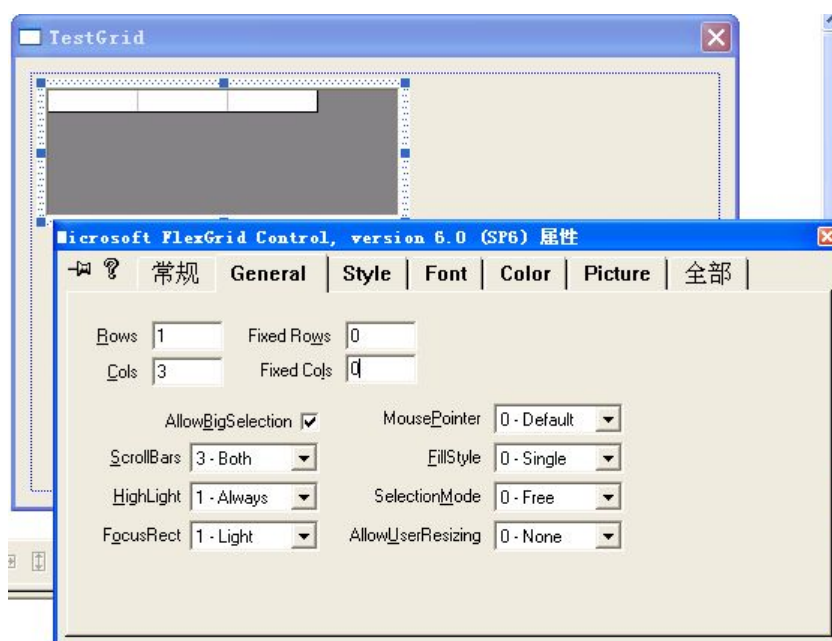 TestGrid
Microsoft FlexGrid Control, version 6.0 (SP6) 属性
常规 General Style Font Color Picture 全部
Rows 1 Fixed Rows 0
Cols 3 Fixed Cols 0
AllowBigSelection MousePointer 0 - Default
ScrollBars 3 - Both FillStyle 0 - Single
HighLight 1 - Always SelectionMode 0 - Free
FocusRect 1 - Light AllowUserResizing 0 - None